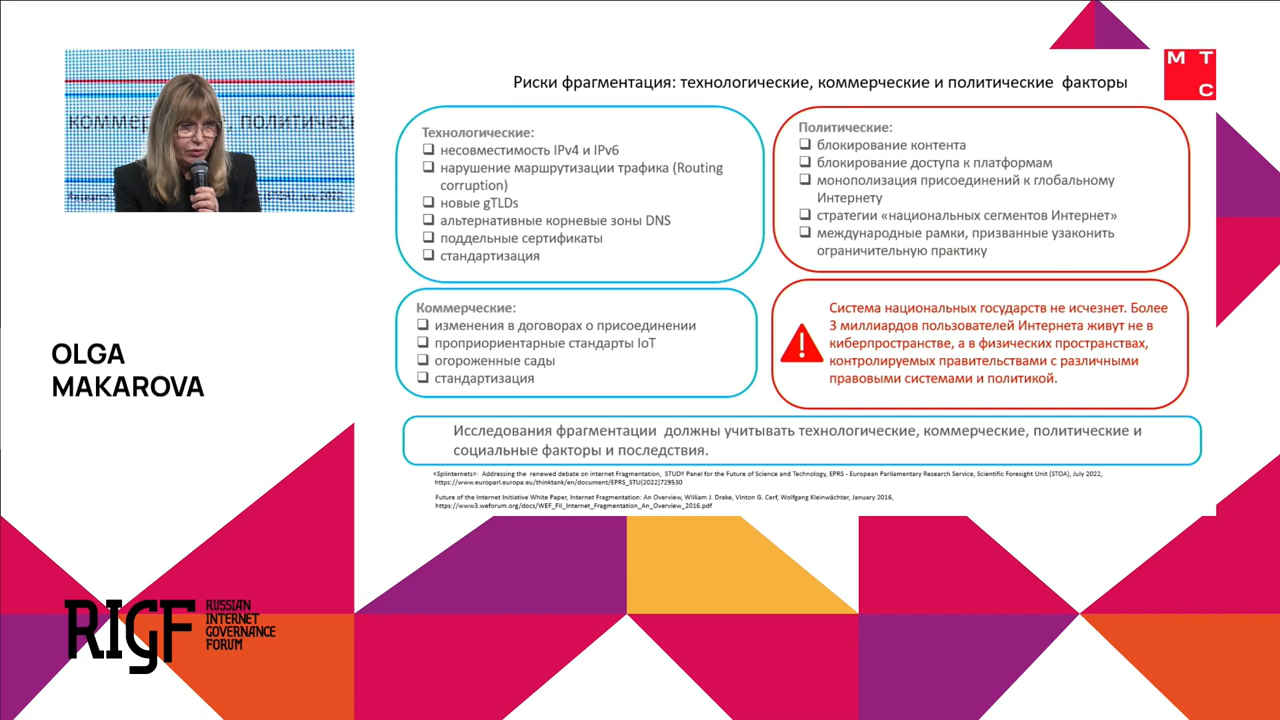 КОММЕР
ПОЛИТИЧЕСК
OLGA
MAKAROVA
М Т
С
Риски фрагментация: технологические, коммерческие и политические факторы
Технологические:
❑ несовместимость IPv4 и IPv6
❑ нарушение маршрутизации трафика (Routing
corruption)
❑ новые gTLDs
❑ альтернативные корневые зоны DNS
❑ поддельные сертификаты
❑ стандартизация
Политические:
❑ блокирование контента
❑ блокирование доступа к платформам
❑ монополизация присоединений к глобальному
Интернету
❑ стратегии «национальных сегментов Интернет»
❑ международные рамки, призванные узаконить
ограничительную практику
Коммерческие:
❑ изменения в договорах о присоединении
❑ проприориентарные стандарты IoT
❑ огороженные сады
❑ стандартизация
Система национальных государств не исчезнет. Более
3 миллиардов пользователей Интернета живут не в
киберпространстве, а в физических пространствах,
контролируемых правительствами с различными
правовыми системами и политикой.
Исследования фрагментации должны учитывать технологические, коммерческие, политические и
социальные факторы и последствия.
«Splinternets»: Addressing the renewed debate on internet Fragmentation, STUDY Panel for the Future of Science and Technology, EPRS - European Parliamentary Research Service, Scientific Foresight Unit (STOA), July 2022,
https://www.europarl.europa.eu/thinktank/en/document/EPRS_STU(2022)729530
Future of the Internet Initiative White Paper, Internet Fragmentation: An Overview, William J. Drake, Vinton G. Cerf, Wolfgang Kleinwächter, January 2016,
https://www3.weforum.org/docs/WEF_FII_Internet_Fragmentation_An_Overview_2016.pdf
RIGF
RUSSIAN
INTERNET
GOVERNANCE
FORUM